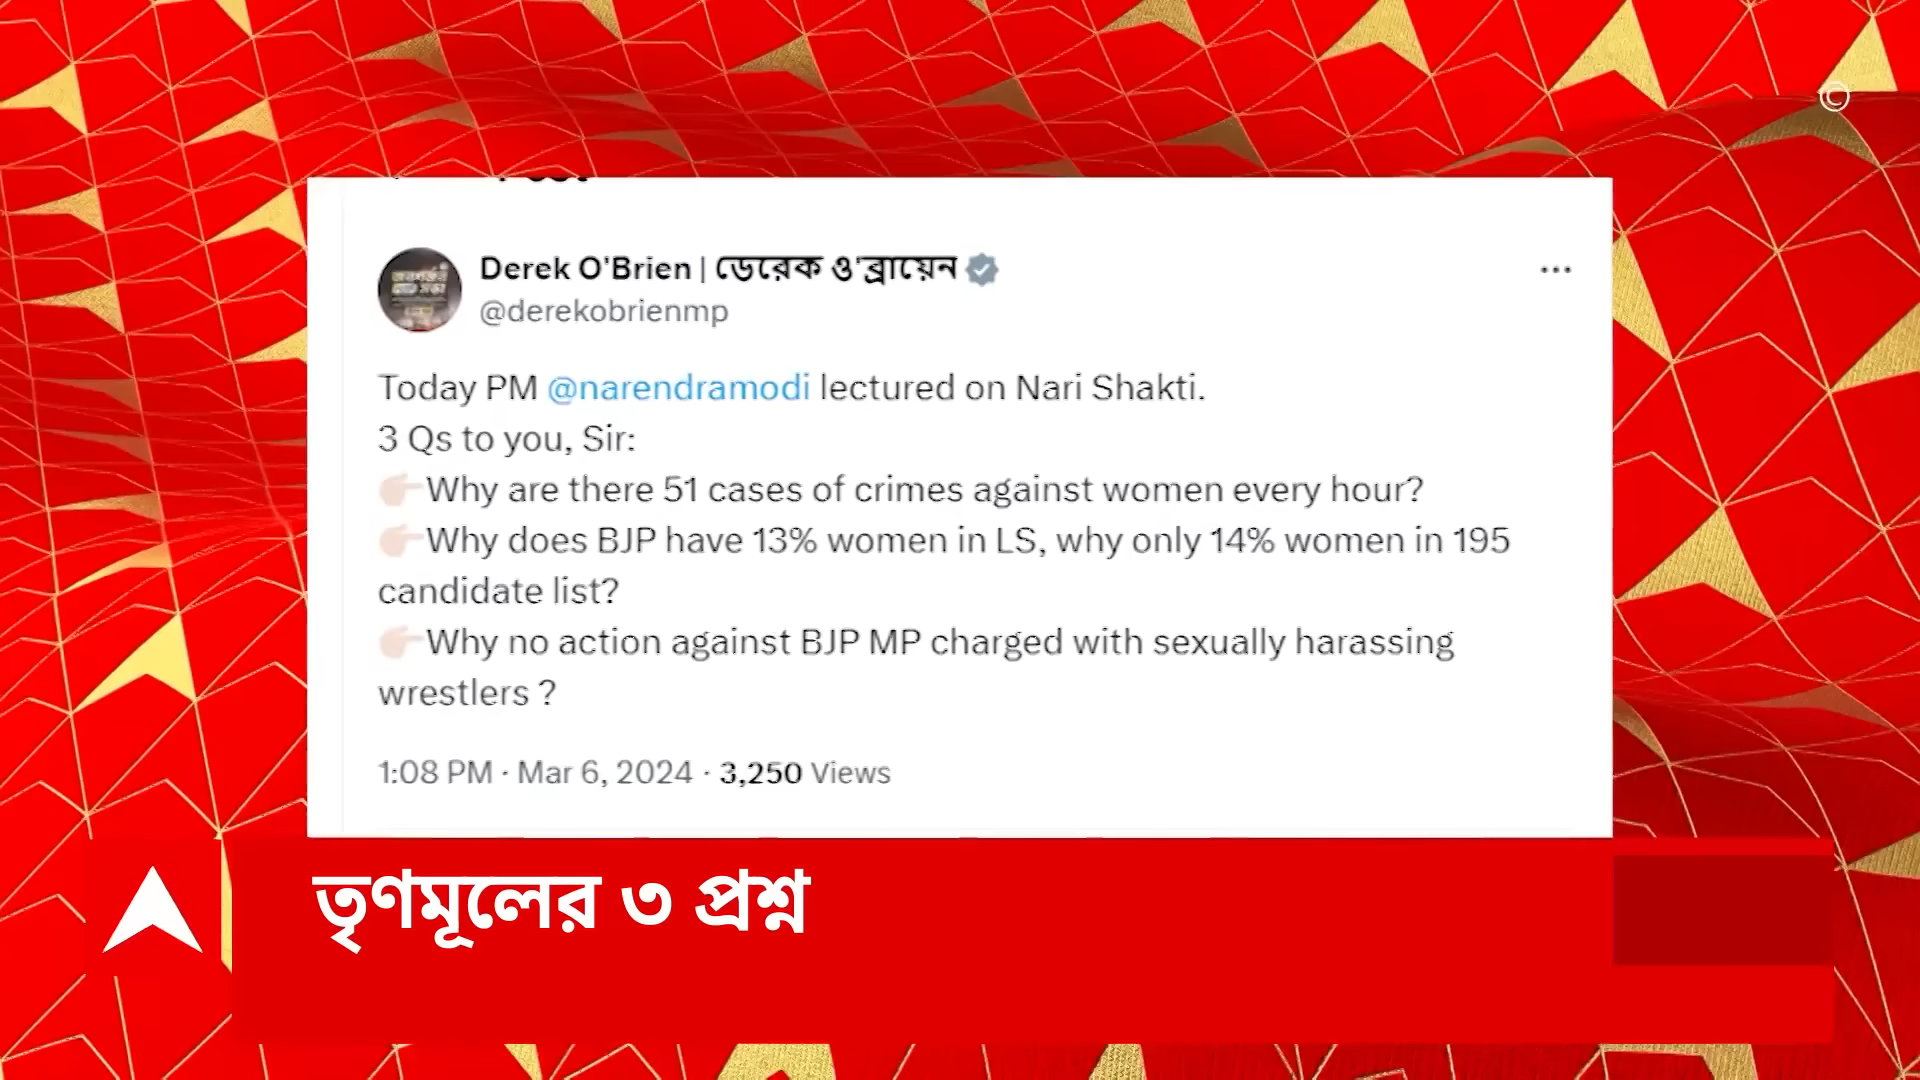 ©
Derek O'Brien | ডেরেক ও'ব্রায়েন
@derekobrienmp
Today PM @narendramodi lectured on Nari Shakti.
3 Qs to you, Sir:
👉🏻Why are there 51 cases of crimes against women every hour?
👉🏻Why does BJP have 13% women in LS, why only 14% women in 195
candidate list?
👉🏻Why no action against BJP MP charged with sexually harassing
wrestlers ?
1:08 PM · Mar 6, 2024 · 3,250 Views
তৃণমূলের ৩ প্রশ্ন